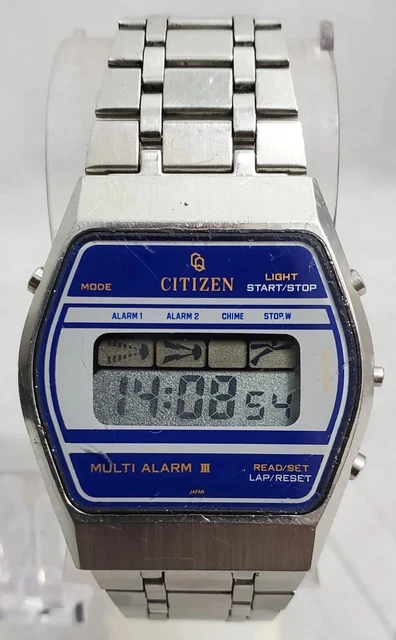 CQ
CITIZEN
MODE
LIGHT
START/STOP
ALARM 1 ALARM 2 CHIME STOP.W
14:08 54
MULTI ALARM III
READ/SET
LAP/RESET
JAPAN